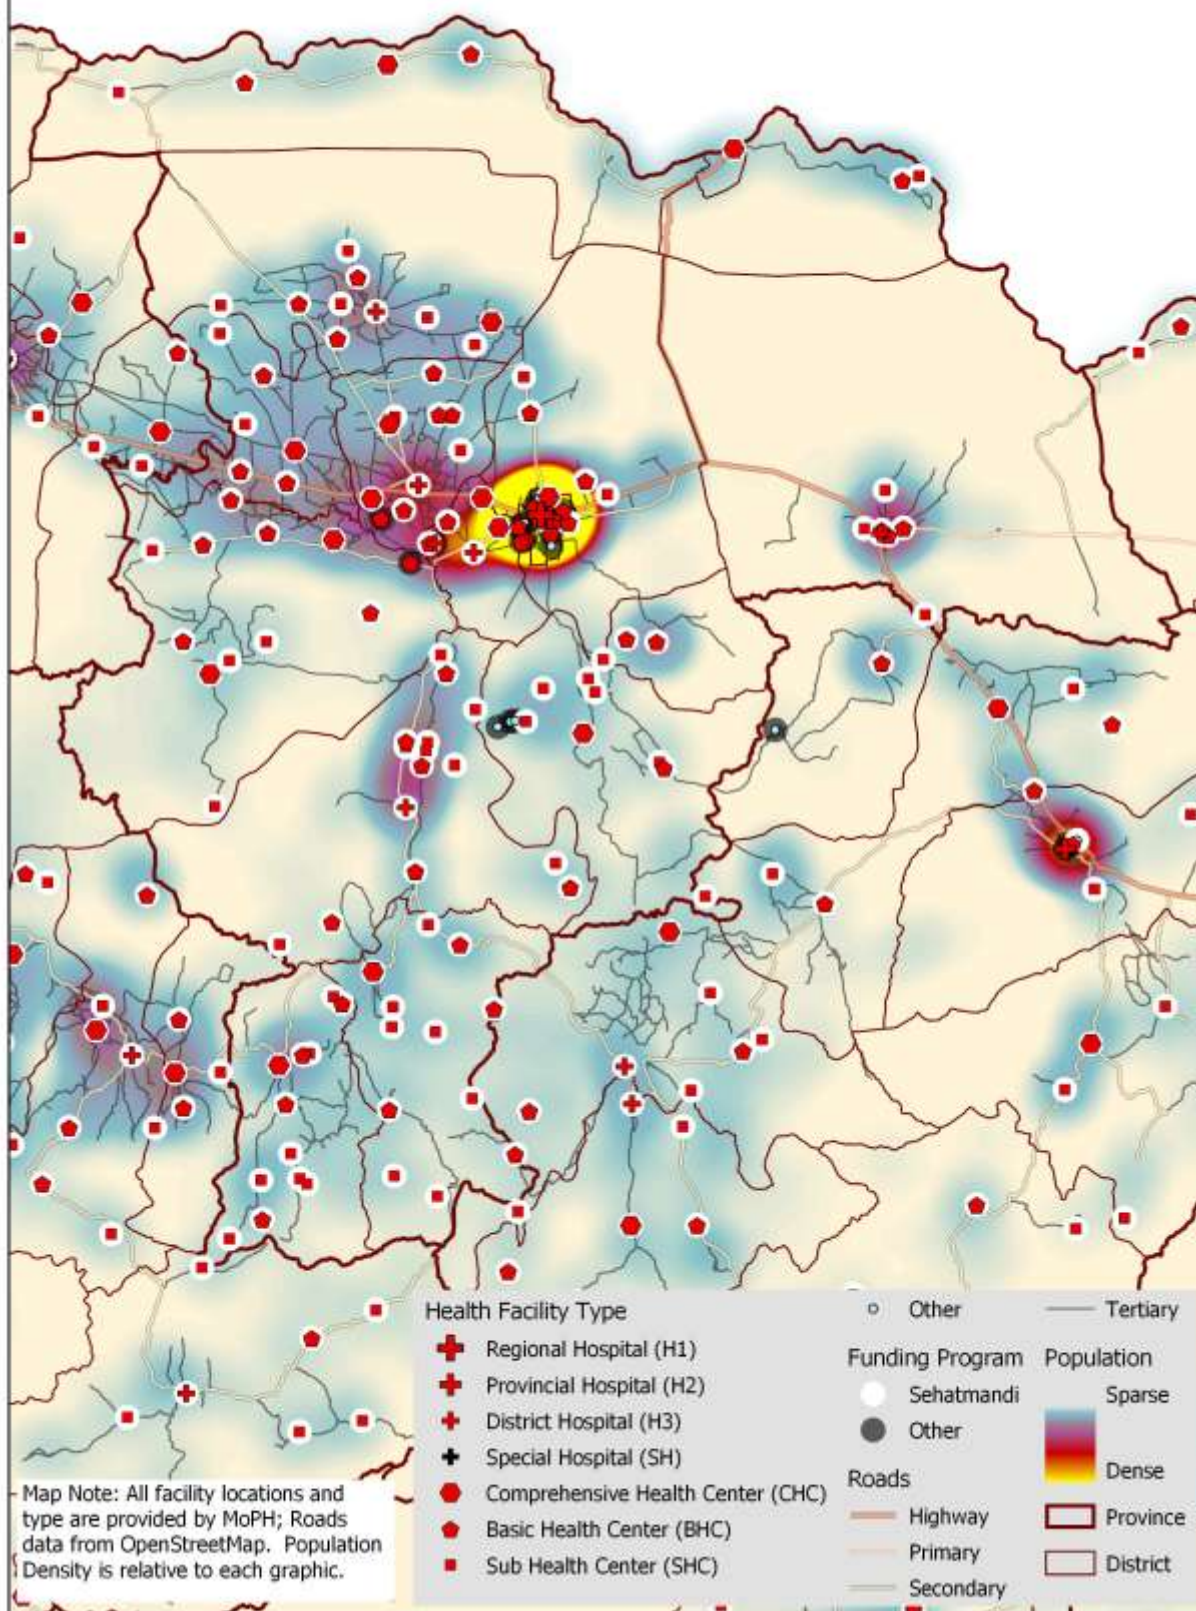 Health Facility Type
Regional Hospital (H1)
Provincial Hospital (H2)
District Hospital (H3)
Special Hospital (SH)
Comprehensive Health Center (CHC)
Basic Health Center (BHC)
Sub Health Center (SHC)
Other
Funding Program
Sehatmandi
Other
Roads
Highway
Primary
Secondary
Tertiary
Population
Sparse
Dense
Province
District
Map Note: All facility locations and
type are provided by MoPH; Roads
data from OpenStreetMap. Population
Density is relative to each graphic.